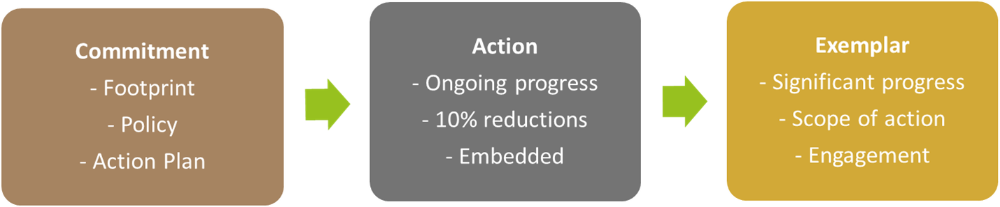 Commitment
- Footprint
- Policy
- Action Plan
Action
- Ongoing progress
- 10% reductions
- Embedded
Exemplar
- Significant progress
- Scope of action
- Engagement